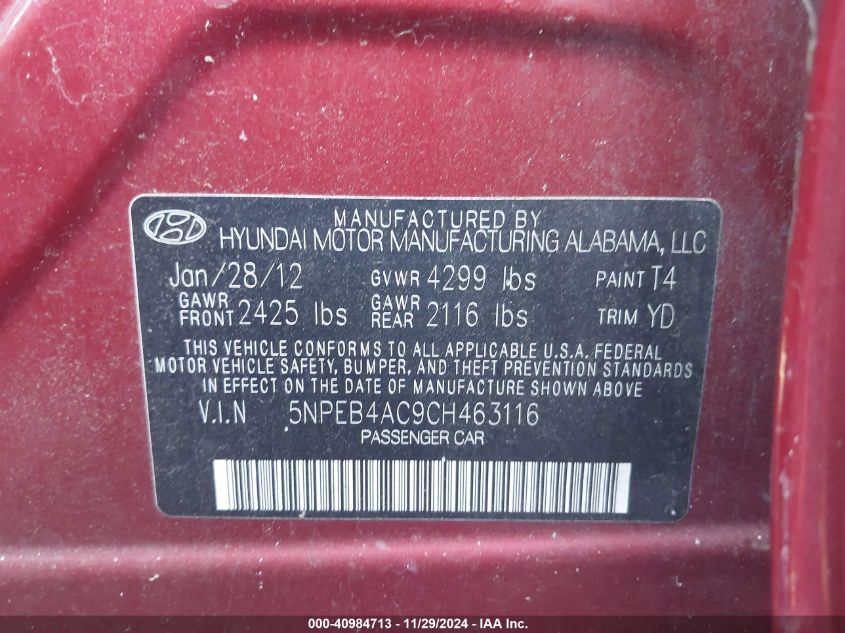 MANUFACTURED BY
HYUNDAI MOTOR MANUFACTURING ALABAMA, LLC
Jan/28/12 GVWR 4299 lbs PAINT T4
GAWR FRONT 2425 lbs GAWR REAR 2116 lbs TRIM YD
THIS VEHICLE CONFORMS TO ALL APPLICABLE U.S.A. FEDERAL
MOTOR VEHICLE SAFETY, BUMPER, AND THEFT PREVENTION STANDARDS
IN EFFECT ON THE DATE OF MANUFACTURE SHOWN ABOVE
V.I.N 5NPEB4AC9CH463116
PASSENGER CAR
000-40984713 - 11/29/2024 - IAA Inc.